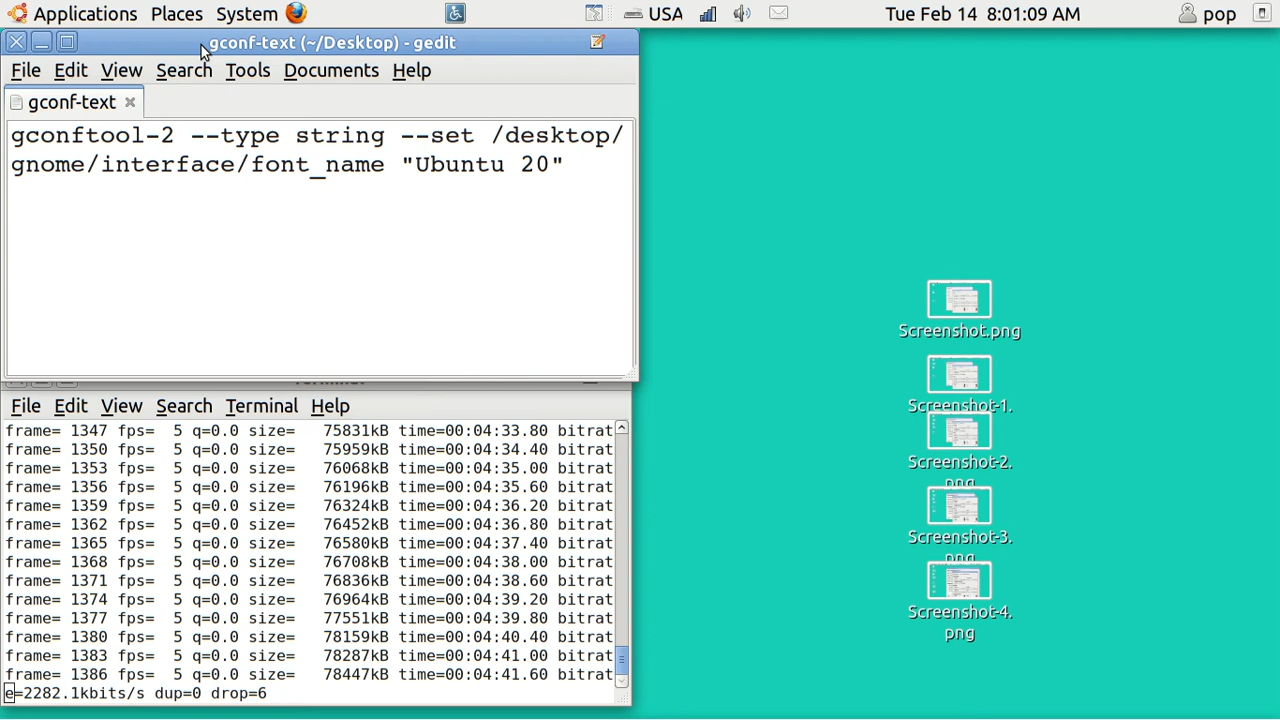 Applications Places System USA Tue Feb 14 8:01:09 AM pop
gconf-text (~/Desktop) - gedit
File Edit View Search Tools Documents Help
gconf-text
gconftool-2 --type string --set /desktop/
gnome/interface/font_name "Ubuntu 20"
File Edit View Search Terminal Help
frame= 1347 fps= 5 q=0.0 size= 75831kB time=00:04:33.80 bitrat
frame= 1350 fps= 5 q=0.0 size= 75929kB time=00:04:34.40 bitrat
frame= 1353 fps= 5 q=0.0 size= 76068kB time=00:04:35.00 bitrat
frame= 1356 fps= 5 q=0.0 size= 76196kB time=00:04:35.60 bitrat
frame= 1359 fps= 5 q=0.0 size= 76324kB time=00:04:36.20 bitrat
frame= 1362 fps= 5 q=0.0 size= 76452kB time=00:04:36.80 bitrat
frame= 1365 fps= 5 q=0.0 size= 76580kB time=00:04:37.40 bitrat
frame= 1368 fps= 5 q=0.0 size= 76708kB time=00:04:38.00 bitrat
frame= 1371 fps= 5 q=0.0 size= 76836kB time=00:04:38.60 bitrat
frame= 1374 fps= 5 q=0.0 size= 76964kB time=00:04:39.20 bitrat
frame= 1377 fps= 5 q=0.0 size= 77551kB time=00:04:39.80 bitrat
frame= 1380 fps= 5 q=0.0 size= 78159kB time=00:04:40.40 bitrat
frame= 1383 fps= 5 q=0.0 size= 78287kB time=00:04:41.00 bitrat
frame= 1386 fps= 5 q=0.0 size= 78447kB time=00:04:41.60 bitrat
e=2282.1kbits/s dup=0 drop=6
Screenshot.png
Screenshot-1.
Screenshot-2.
png
Screenshot-3.
png
Screenshot-4.
png